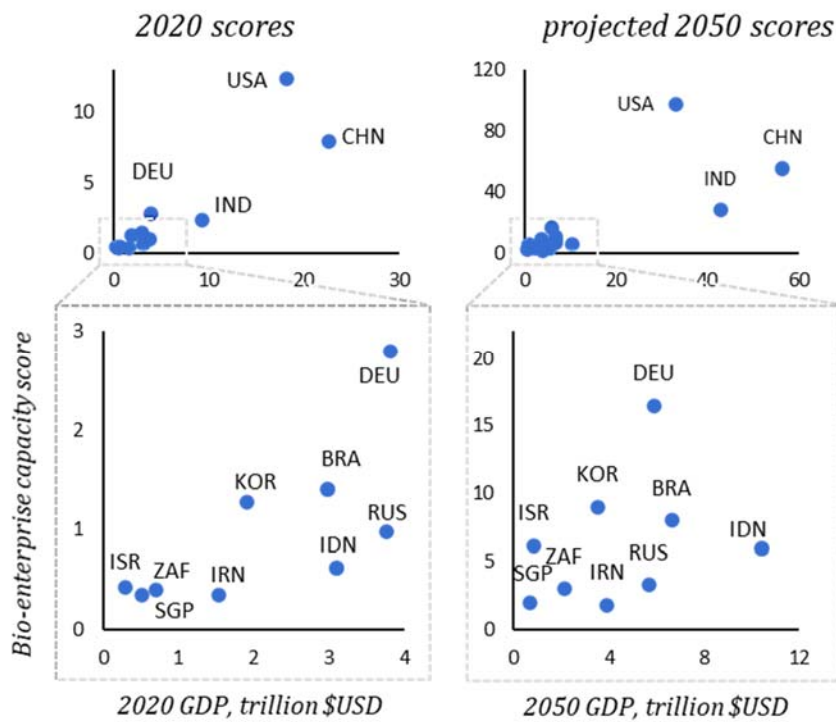 2020 scores
projected 2050 scores
10
5
0
0
10
20
30
USA
CHN
DEU
IND
120
80
40
0
0
20
40
60
USA
CHN
IND
Bio-enterprise capacity score
3
2
1
0
0
1
2
3
4
DEU
BRA
KOR
RUS
IDN
ISR
ZAF
IRN
SGP
2020 GDP, trillion $USD
20
15
10
5
0
0
4
8
12
DEU
KOR
BRA
ISR
IDN
RUS
ZAF
IRN
SGP
2050 GDP, trillion $USD